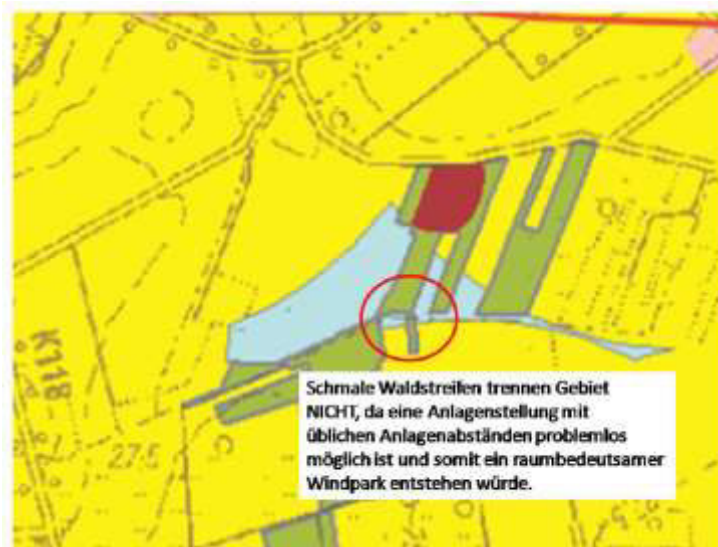 K118
275
Schmale Waldstreifen trennen Gebiet
NICHT, da eine Anlagenstellung mit
üblichen Anlagenabständen problemlos
möglich ist und somit ein raumbedeutsamer
Windpark entstehen würde.